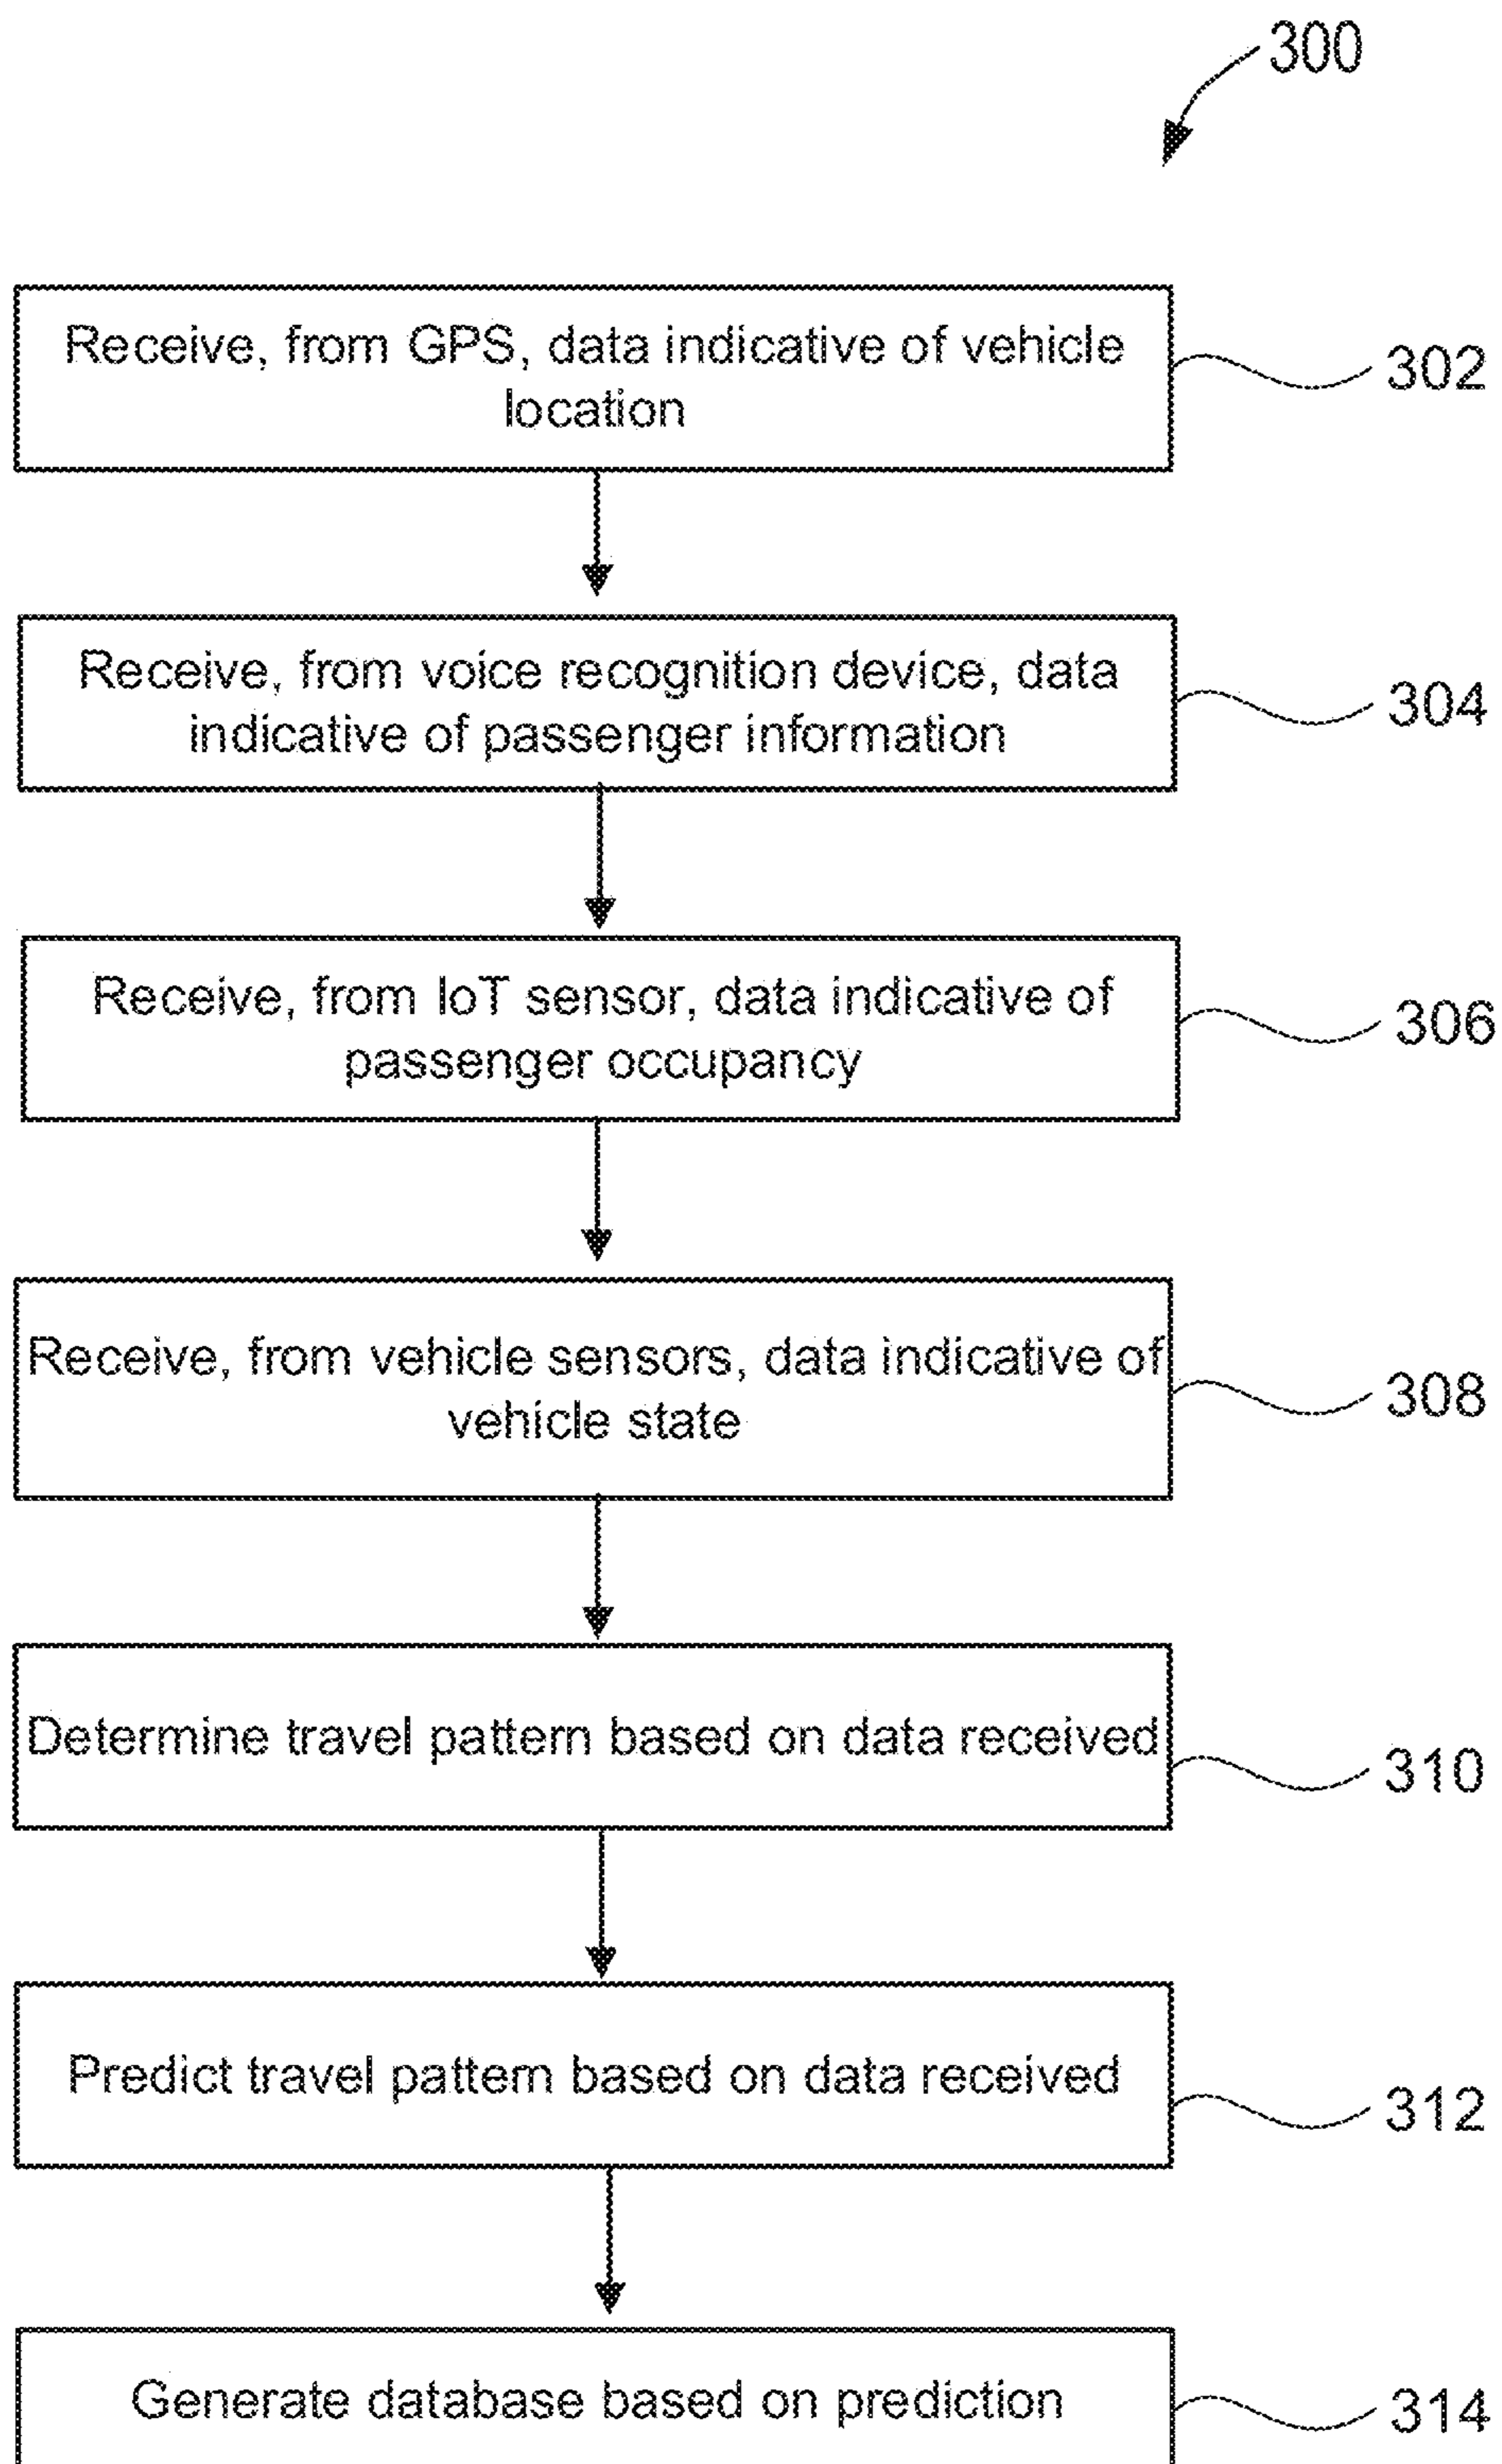 300
Receive, from GPS, data indicative of vehicle
location
302
Receive, from voice recognition device, data
indicative of passenger information
304
Receive, from IoT sensor, data indicative of
passenger occupancy
306
Receive, from vehicle sensors, data indicative of
vehicle state
308
Determine travel pattern based on data received
310
Predict travel pattern based on data received
312
Generate database based on prediction
314